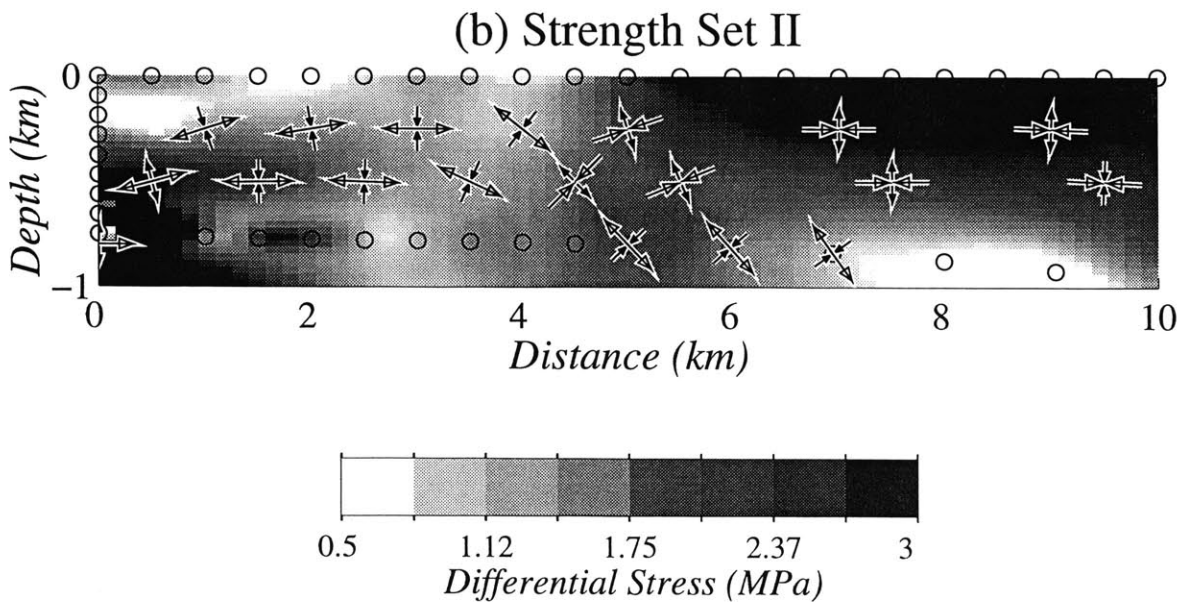 (b) Strength Set II
Depth (km)
0
−1
0 2 4 6 8 10
Distance (km)
0.5 1.12 1.75 2.37 3
Differential Stress (MPa)